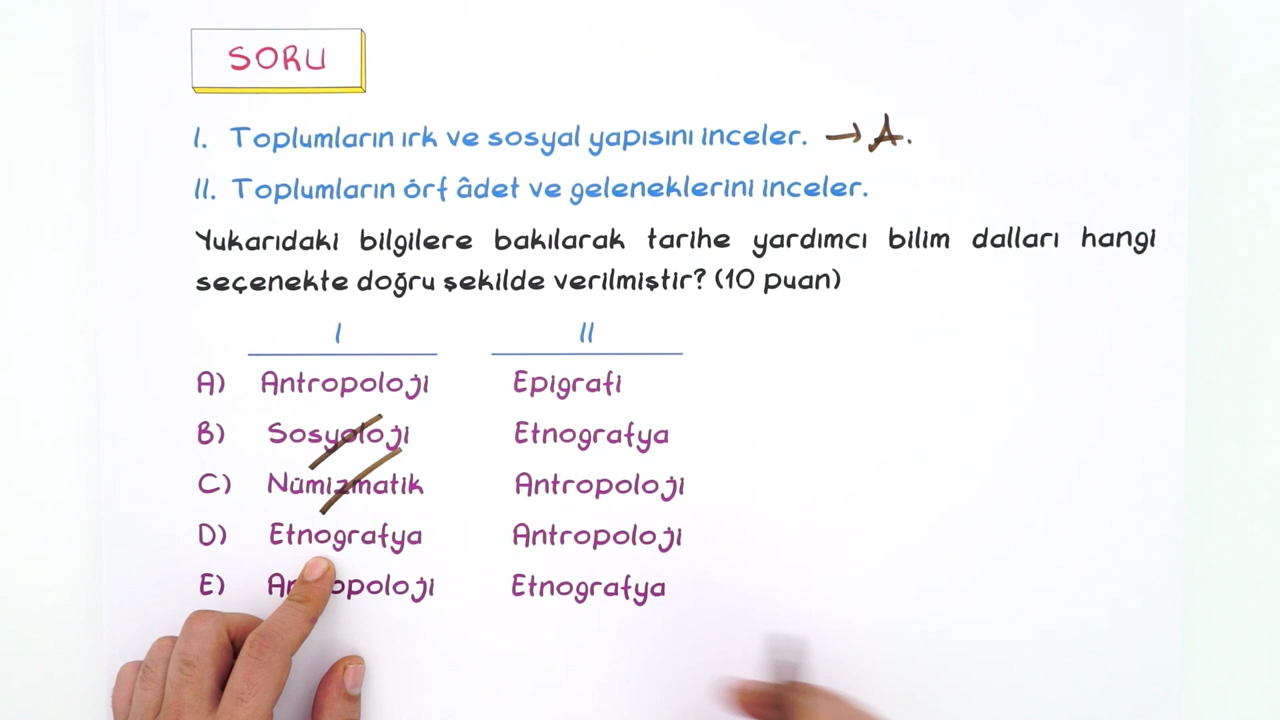 SORU
I. Toplumların ırk ve sosyal yapısını inceler. → A.
II. Toplumların örf âdet ve geleneklerini inceler.
Yukarıdaki bilgilere bakılarak tarihe yardımcı bilim dalları hangi
seçenekte doğru şekilde verilmiştir? (10 puan)
I II
A) Antropoloji Epigrafi
B) Sosyoloji Etnografya
C) Nümizmatik Antropoloji
D) Etnografya Antropoloji
E) Antropoloji Etnografya